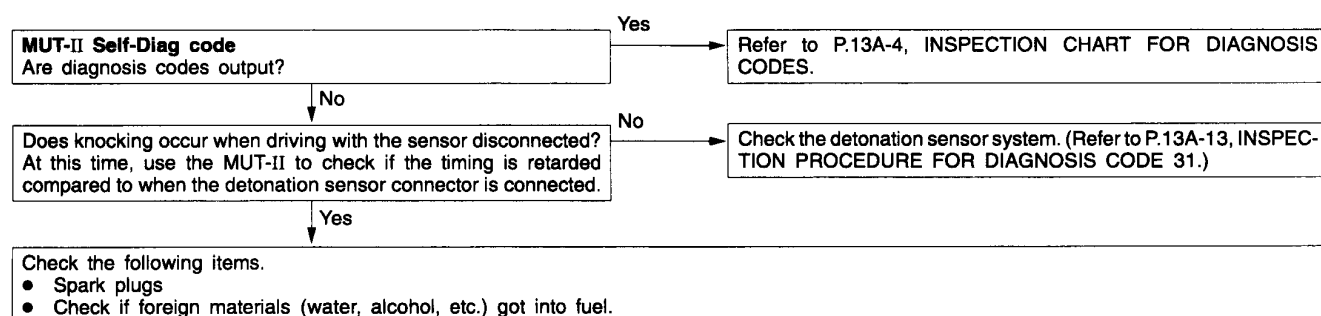 Yes
MUT-II Self-Diag code
Are diagnosis codes output?
Refer to P.13A-4, INSPECTION CHART FOR DIAGNOSIS
CODES.
No
Does knocking occur when driving with the sensor disconnected?
At this time, use the MUT-II to check if the timing is retarded
compared to when the detonation sensor connector is connected.
No
Check the detonation sensor system. (Refer to P.13A-13, INSPEC-
TION PROCEDURE FOR DIAGNOSIS CODE 31.)
Yes
Check the following items.
● Spark plugs
● Check if foreign materials (water, alcohol, etc.) got into fuel.